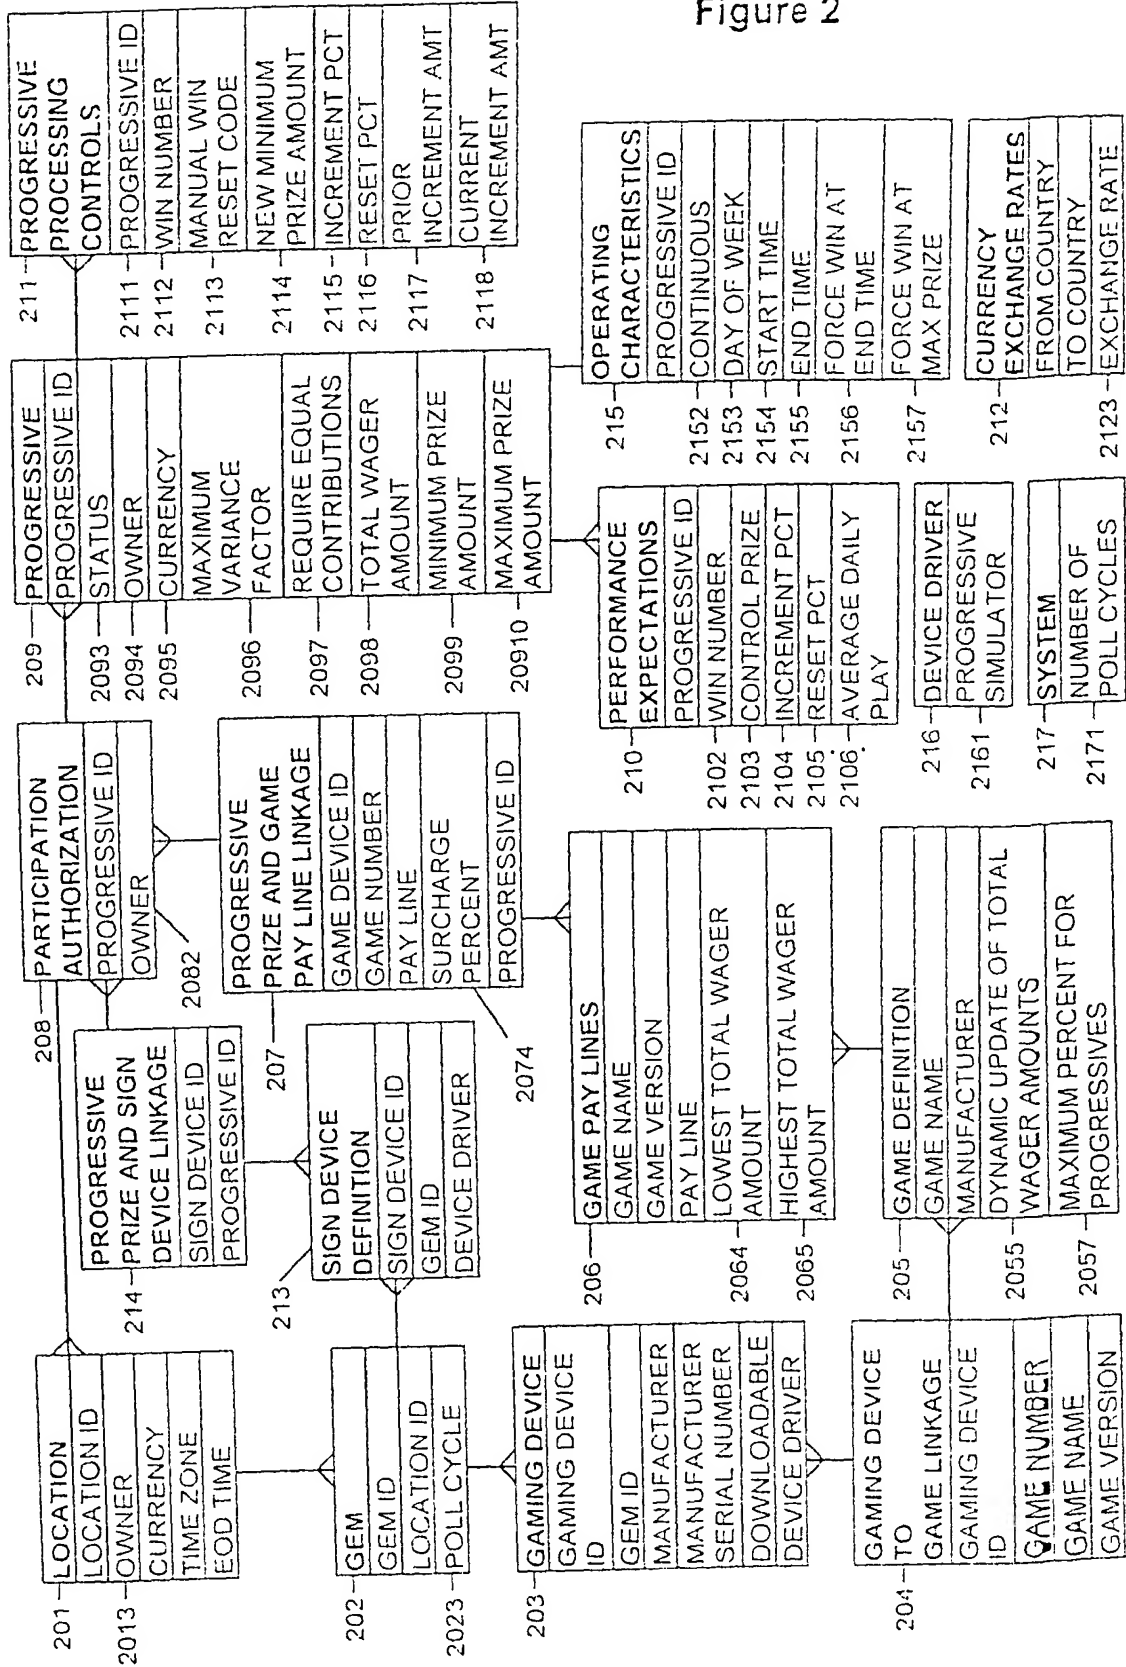 Figure 2
201
LOCATION
LOCATION ID
2013
OWNER
CURRENCY
TIME ZONE
EOD TIME
202
GEM
GEM ID
LOCATION ID
2023
POLL CYCLE
203
GAMING DEVICE
GAMING DEVICE
ID
GEM ID
MANUFACTURER
MANUFACTURER
SERIAL NUMBER
DOWNLOADABLE
DEVICE DRIVER
204
GAMING DEVICE
TO
GAME LINKAGE
GAMING DEVICE
ID
GAME NUMBER
GAME NAME
GAME VERSION
214
PROGRESSIVE
PRIZE AND SIGN
DEVICE LINKAGE
SIGN DEVICE ID
PROGRESSIVE ID
213
SIGN DEVICE
DEFINITION
SIGN DEVICE ID
GEM ID
DEVICE DRIVER
206
GAME PAY LINES
GAME NAME
GAME VERSION
PAY LINE
2064
LOWEST TOTAL WAGER
AMOUNT
2065
HIGHEST TOTAL WAGER
AMOUNT
205
GAME DEFINITION
GAME NAME
MANUFACTURER
2055
DYNAMIC UPDATE OF TOTAL
WAGER AMOUNTS
2057
MAXIMUM PERCENT FOR
PROGRESSIVES
208
PARTICIPATION
AUTHORIZATION
PROGRESSIVE ID
OWNER
2082
207
PROGRESSIVE
PRIZE AND GAME
PAY LINE LINKAGE
GAME DEVICE ID
GAME NUMBER
PAY LINE
SURCHARGE
PERCENT
2074
PROGRESSIVE ID
209
PROGRESSIVE
PROGRESSIVE ID
2093
STATUS
2094
OWNER
2095
CURRENCY
2096
MAXIMUM
VARIANCE
FACTOR
2097
REQUIRE EQUAL
CONTRIBUTIONS
2098
TOTAL WAGER
AMOUNT
2099
MINIMUM PRIZE
AMOUNT
20910
MAXIMUM PRIZE
AMOUNT
210
PERFORMANCE
EXPECTATIONS
PROGRESSIVE ID
2102
WIN NUMBER
2103
CONTROL PRIZE
2104
INCREMENT PCT
2105
RESET PCT
2106
AVERAGE DAILY
PLAY
216
DEVICE DRIVER
2161
PROGRESSIVE
SIMULATOR
217
SYSTEM
2171
NUMBER OF
POLL CYCLES
2111
PROGRESSIVE
PROCESSING
CONTROLS
21111
PROGRESSIVE ID
2112
WIN NUMBER
2113
MANUAL WIN
RESET CODE
2114
NEW MINIMUM
PRIZE AMOUNT
2115
INCREMENT PCT
2116
RESET PCT
2117
PRIOR
INCREMENT AMT
2118
CURRENT
INCREMENT AMT
215
OPERATING
CHARACTERISTICS
PROGRESSIVE ID
2152
CONTINUOUS
2153
DAY OF WEEK
2154
START TIME
2155
END TIME
2156
FORCE WIN AT
END TIME
2157
FORCE WIN AT
MAX PRIZE
212
CURRENCY
EXCHANGE RATES
FROM COUNTRY
TO COUNTRY
2123
EXCHANGE RATE